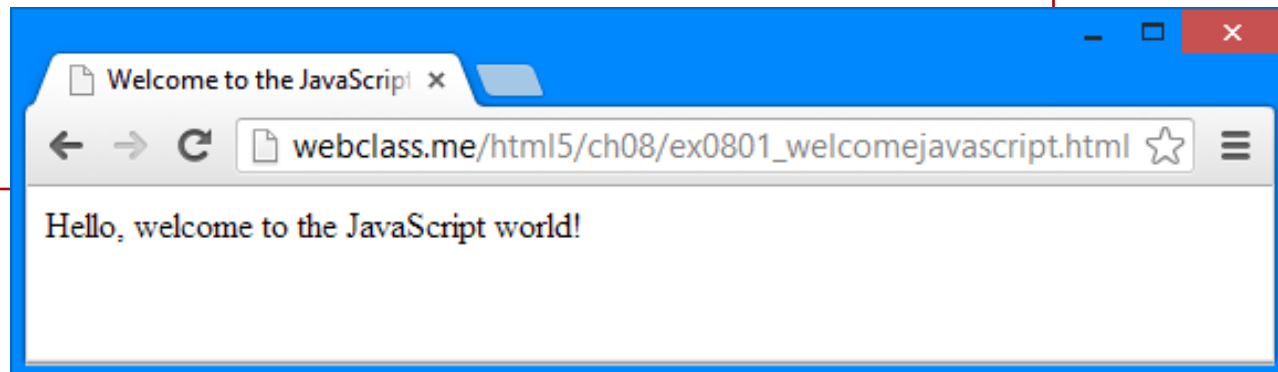 Welcome to the JavaScript
webclass.me/html5/ch08/ex0801_welcomejavascript.html
Hello, welcome to the JavaScript world!